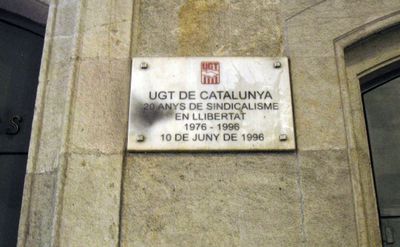 UGT
UGT DE CATALUNYA
20 ANYS DE SINDICALISME
EN LLIBERTAT
1976 - 1996
10 DE JUNY DE 1996
S